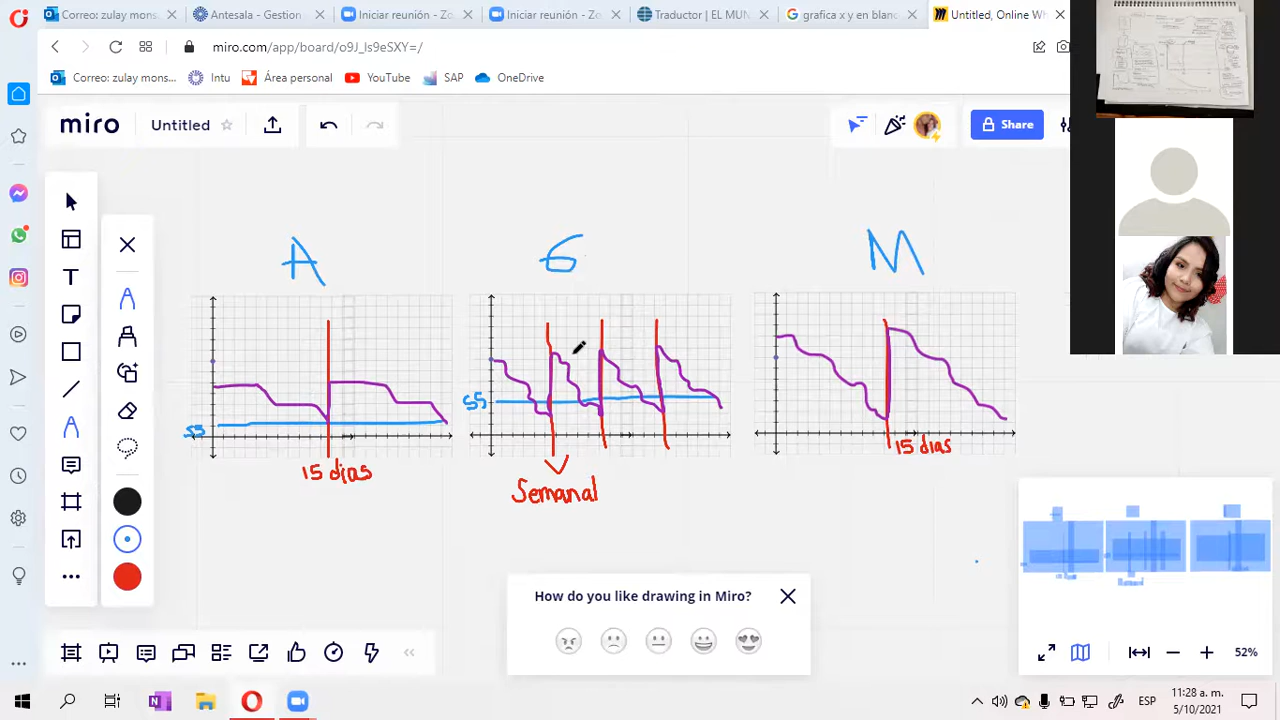 Correo: zulay mons
Antesala - Gestion
Iniciar reunión - Zo
Iniciar reunión - Zo
Traductor | EL MUN
grafica x y en blanc
Untitled, Online Wh
miro.com/app/board/o9J_ls9eSXY=/
Correo: zulay mons...
Intu
Área personal
YouTube
SAP
OneDrive
miro
Untitled
Share
A
G
M
SS
SS
15 dias
Semanal
15 dias
How do you like drawing in Miro?
52%
ESP
11:28 a. m.
5/10/2021